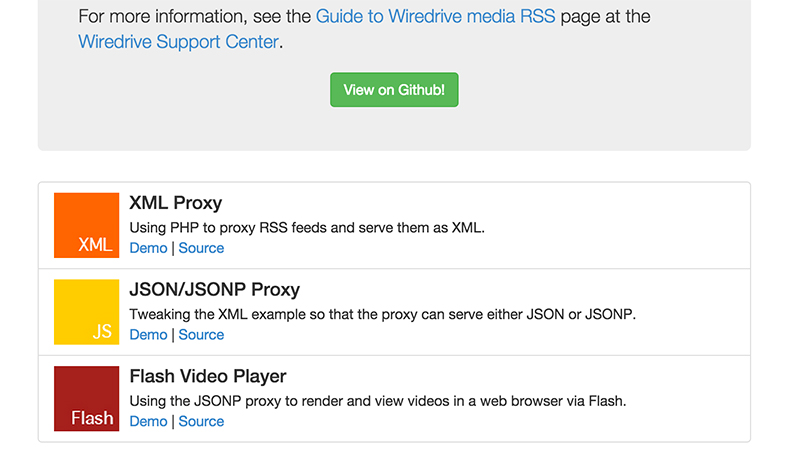 For more information, see the Guide to Wiredrive media RSS page at the
Wiredrive Support Center.
View on Github!
XML
XML Proxy
Using PHP to proxy RSS feeds and serve them as XML.
Demo | Source
JS
JSON/JSONP Proxy
Tweaking the XML example so that the proxy can serve either JSON or JSONP.
Demo | Source
Flash
Flash Video Player
Using the JSONP proxy to render and view videos in a web browser via Flash.
Demo | Source